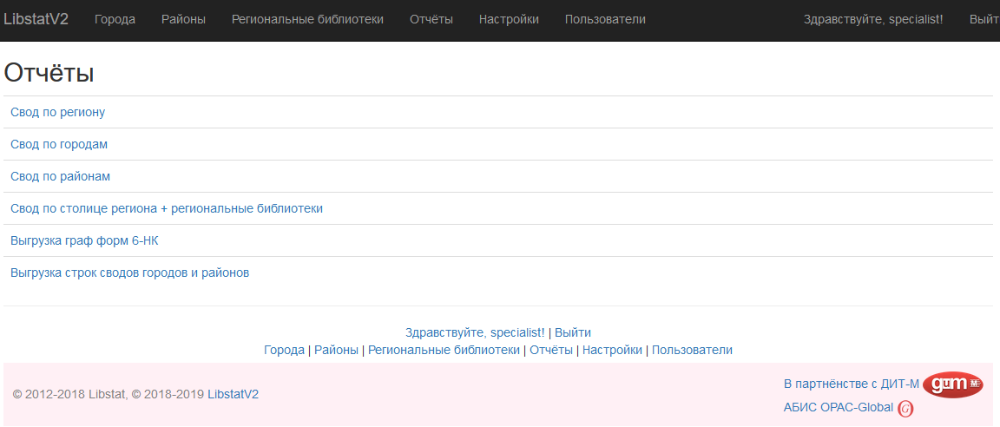 LibstatV2 Города Районы Региональные библиотеки Отчёты Настройки Пользователи Здравствуйте, specialist! Выйт
Отчёты
Свод по региону
Свод по городам
Свод по районам
Свод по столице региона + региональные библиотеки
Выгрузка граф форм 6-НК
Выгрузка строк сводов городов и районов
Здравствуйте, specialist! | Выйти
Города | Районы | Региональные библиотеки | Отчёты | Настройки | Пользователи
© 2012-2018 Libstat, © 2018-2019 LibstatV2
В партнёнстве с ДИТ-М
АБИС OPAC-Global